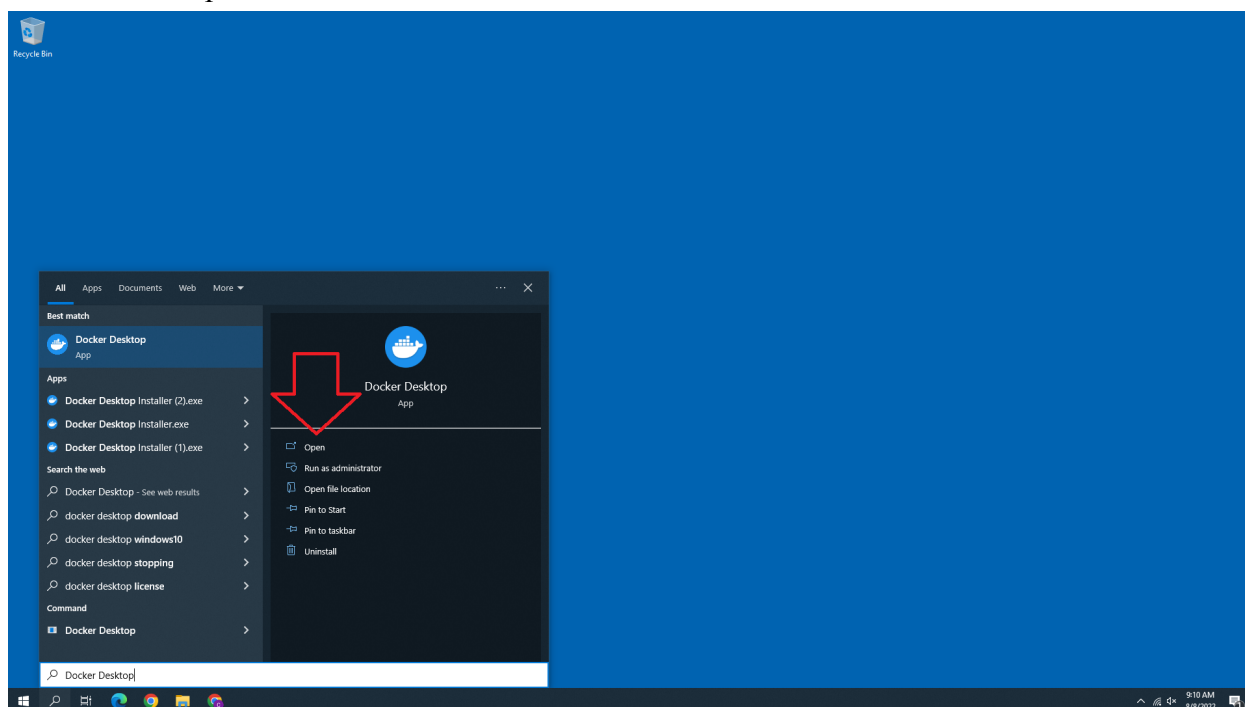 Recycle Bin
All Apps Documents Web More
Best match
Docker Desktop
App
Apps
Docker Desktop Installer (2).exe
Docker Desktop Installer.exe
Docker Desktop Installer (1).exe
Search the web
Docker Desktop - See web results
docker desktop download
docker desktop windows10
docker desktop stopping
docker desktop license
Command
Docker Desktop
Docker Desktop
App
Open
Run as administrator
Open file location
Pin to Start
Pin to taskbar
Uninstall
Docker Desktop
9:10 AM
8/8/2022